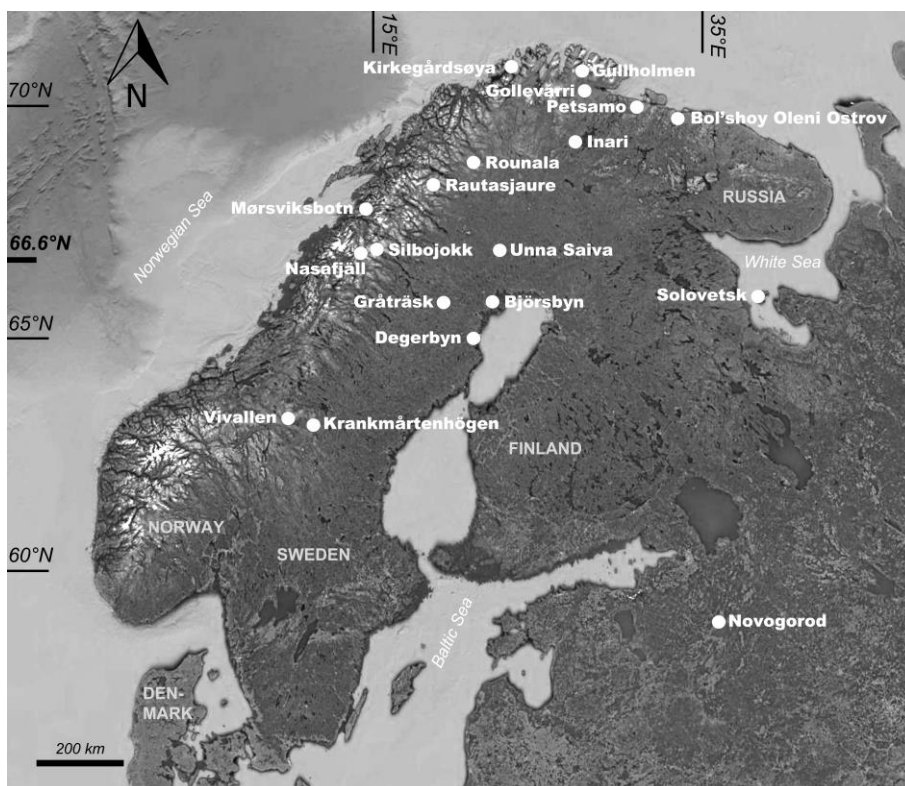 15°E
35°E
N
Kirkegårdsøya
Gullholmen
Gollevárri
70°N
Petsamo
Bol'shoy Oleni Ostrov
Inari
Rounala
Rautasjaure
RUSSIA
Mørsviksbotn
Norwegian Sea
66.6°N
Silbojokk
Unna Saiva
Nasafjäll
White Sea
Solovetsk
Gråträsk
Björsbyn
65°N
Degerbyn
Vivallen
Krankmårtenhögen
FINLAND
NORWAY
SWEDEN
60°N
Baltic Sea
Novogorod
DEN-
MARK
200 km